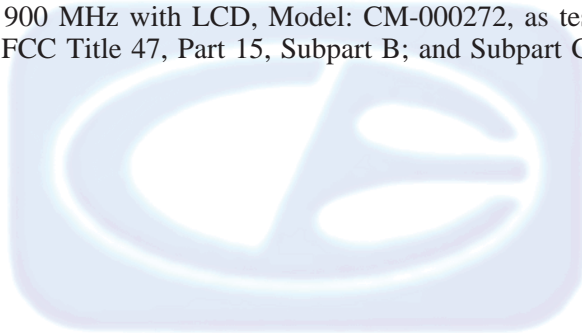 900 MHz with LCD, Model: CM-000272, as te
FCC Title 47, Part 15, Subpart B; and Subpart